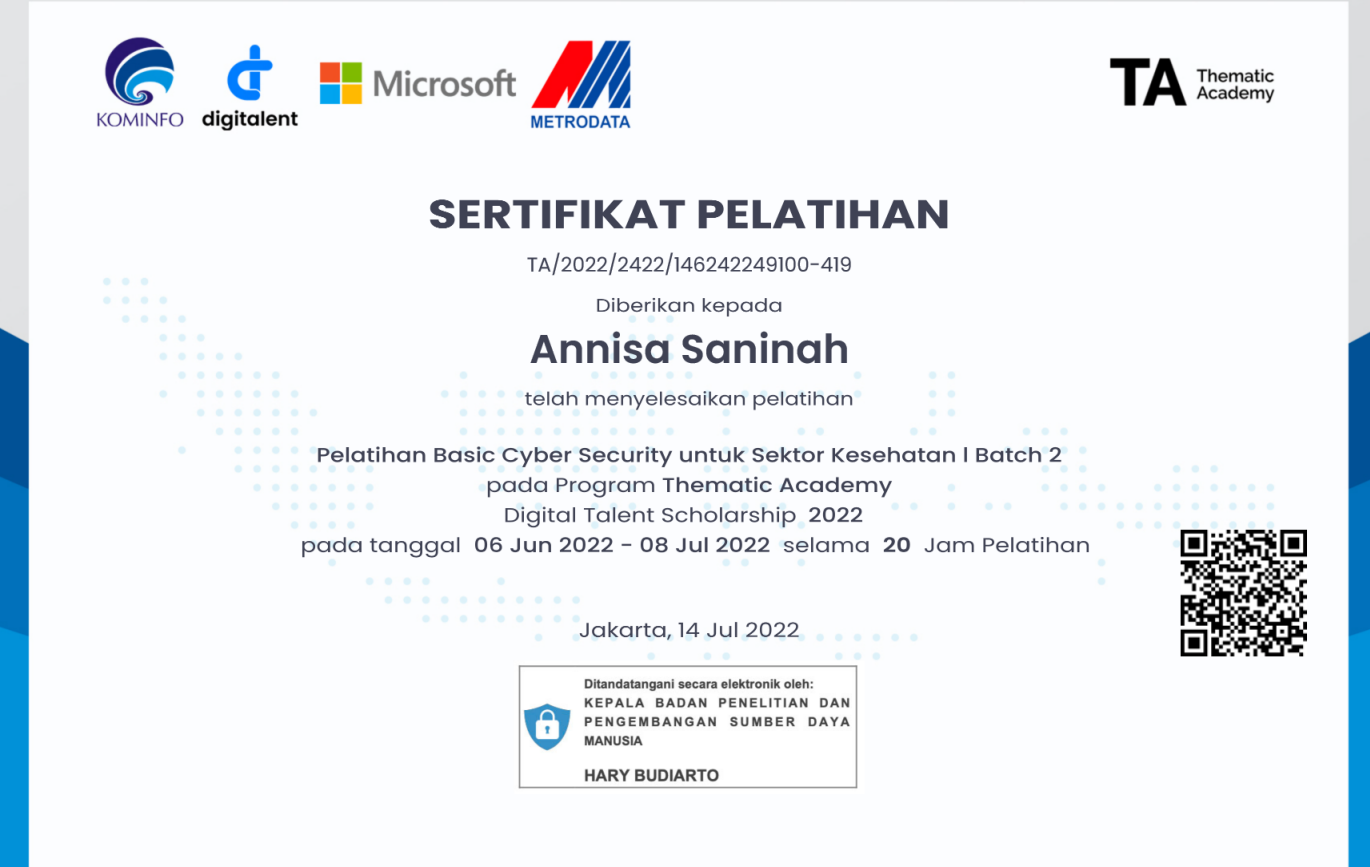 KOMINFO
digitalent
Microsoft
METRODATA
TA Thematic Academy
SERTIFIKAT PELATIHAN
TA/2022/2422/146242249100-419
Diberikan kepada
Annisa Saninah
telah menyelesaikan pelatihan
Pelatihan Basic Cyber Security untuk Sektor Kesehatan l Batch 2
pada Program Thematic Academy
Digital Talent Scholarship 2022
pada tanggal 06 Jun 2022 - 08 Jul 2022 selama 20 Jam Pelatihan
Jakarta, 14 Jul 2022
Ditandatangani secara elektronik oleh:
KEPALA BADAN PENELITIAN DAN
PENGEMBANGAN SUMBER DAYA
MANUSIA
HARY BUDIARTO